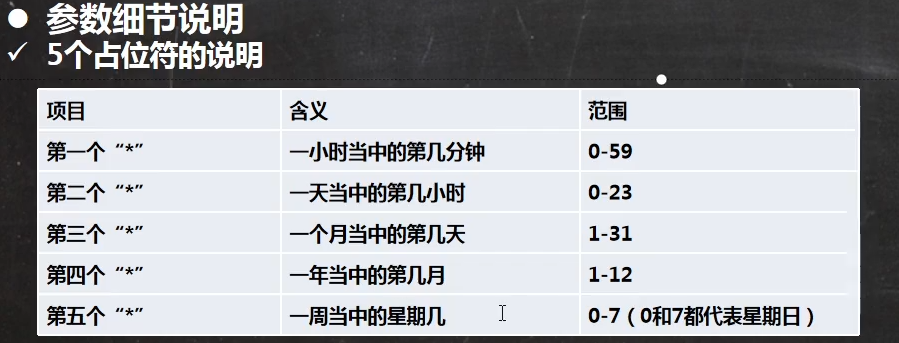 参数细节说明
5个占位符的说明
项目 含义 范围
第一个“*” 一小时当中的第几分钟 0-59
第二个“*” 一天当中的第几小时 0-23
第三个“*” 一个月当中的第几天 1-31
第四个“*” 一年当中的第几月 1-12
第五个“*” 一周当中的星期几 0-7（0和7都代表星期日）